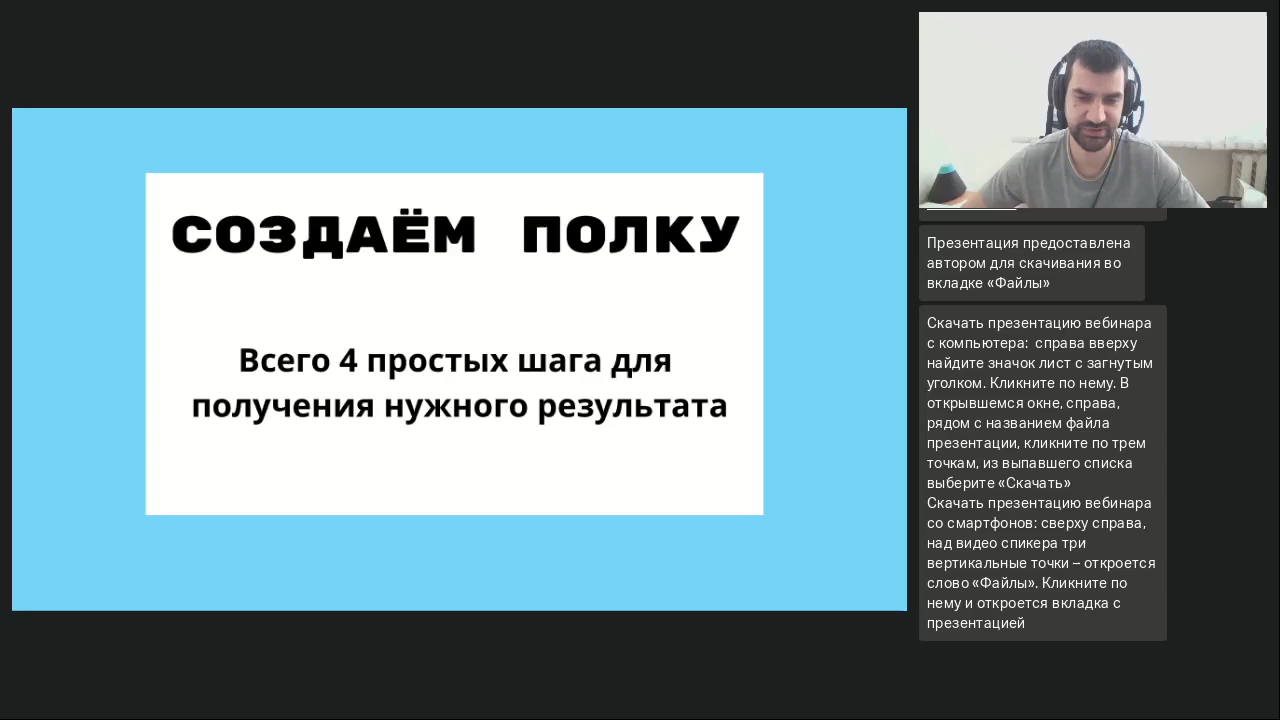 СОЗДАЁМ ПОЛКУ
Всего 4 простых шага для
получения нужного результата
Презентация предоставлена
автором для скачивания во
вкладке «Файлы»
Скачать презентацию вебинара
с компьютера: справа вверху
найдите значок лист с загнутым
уголком. Кликните по нему. В
открывшемся окне, справа,
рядом с названием файла
презентации, кликните по трем
точкам, из выпавшего списка
выберите «Скачать»
Скачать презентацию вебинара
со смартфонов: сверху справа,
над видео спикера три
вертикальные точки – откроется
слово «Файлы». Кликните по
нему и откроется вкладка с
презентацией